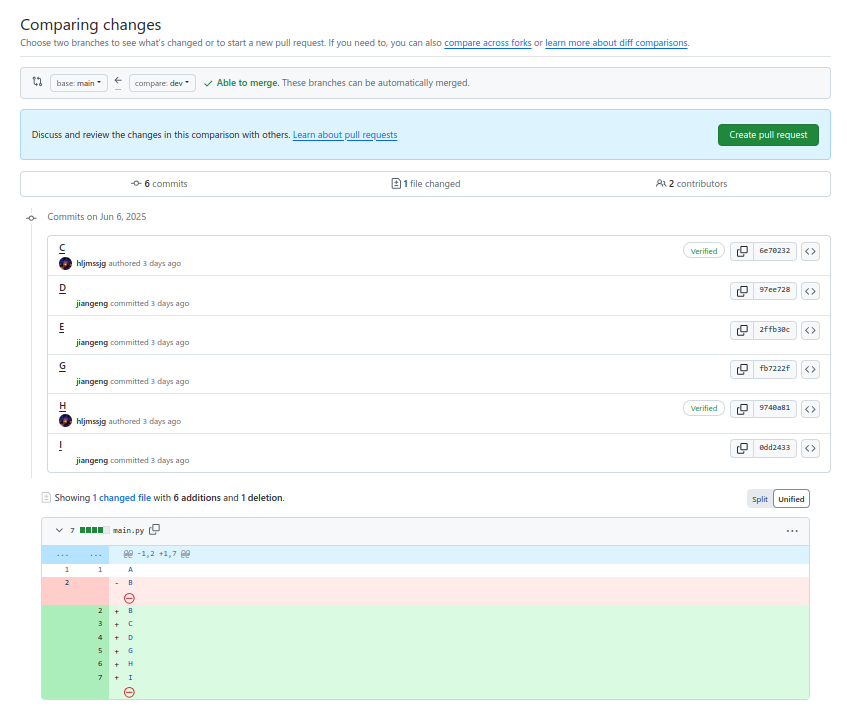 Comparing changes
Choose two branches to see what's changed or to start a new pull request. If you need to, you can also compare across forks or learn more about diff comparisons.
base: main compare: dev Able to merge. These branches can be automatically merged.
Discuss and review the changes in this comparison with others. Learn about pull requests Create pull request
6 commits 1 file changed 2 contributors
Commits on Jun 6, 2025
C
Verified 6e70232
hljmssjg authored 3 days ago
D
97ee728
jiangeng committed 3 days ago
E
2ffb30c
jiangeng committed 3 days ago
G
fb7222f
jiangeng committed 3 days ago
H
Verified 9740a81
hljmssjg authored 3 days ago
I
0dd2433
jiangeng committed 3 days ago
Showing 1 changed file with 6 additions and 1 deletion. Split Unified
7 main.py ...
... ... @@ -1,2 +1,7 @@
1 1 A
2 - B
2 + B
3 + C
4 + D
5 + G
6 + H
7 + I